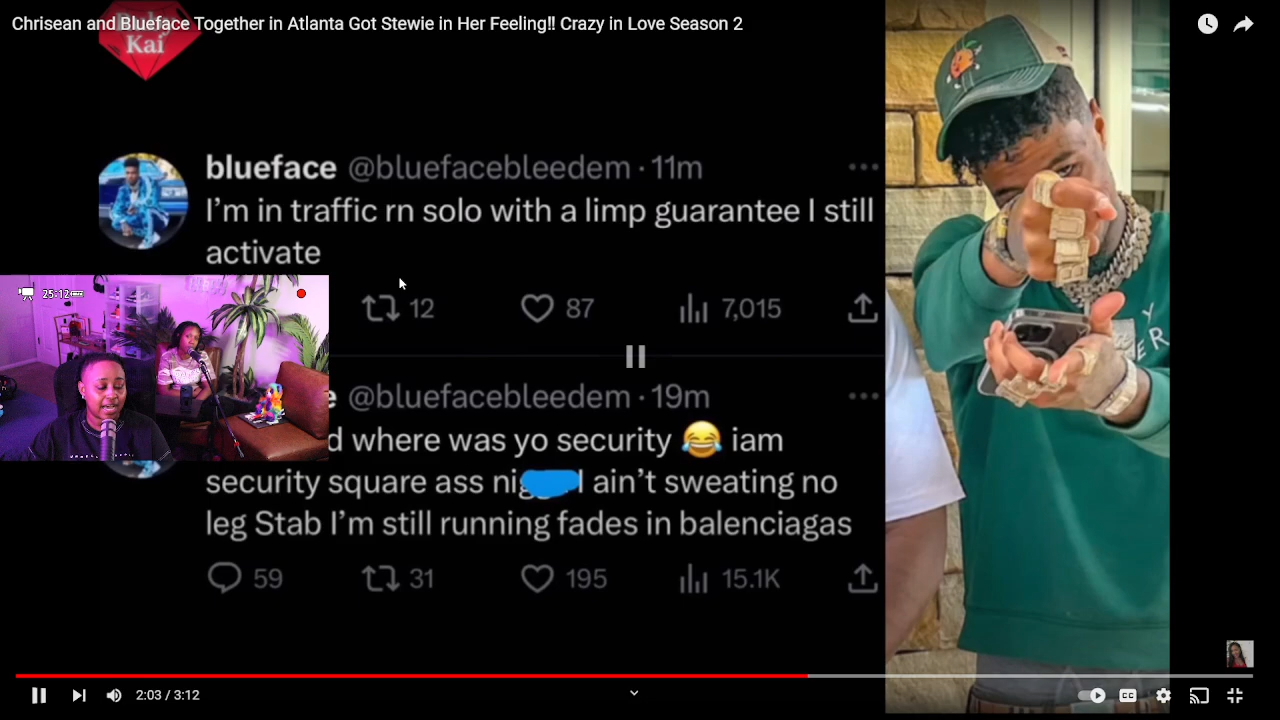 Chrisean and Blueface Together in Atlanta Got Stewie in Her Feeling!! Crazy in Love Season 2
Kai
blueface @bluefacebleedem · 11m
I'm in traffic rn solo with a limp guarantee I still
activate
12 87 7,015
25:12
e @bluefacebleedem · 19m
d where was yo security 😂 iam
security square ass ni I ain't sweating no
leg Stab I'm still running fades in balenciagas
59 31 195 15.1K
2:03 / 3:12
CC